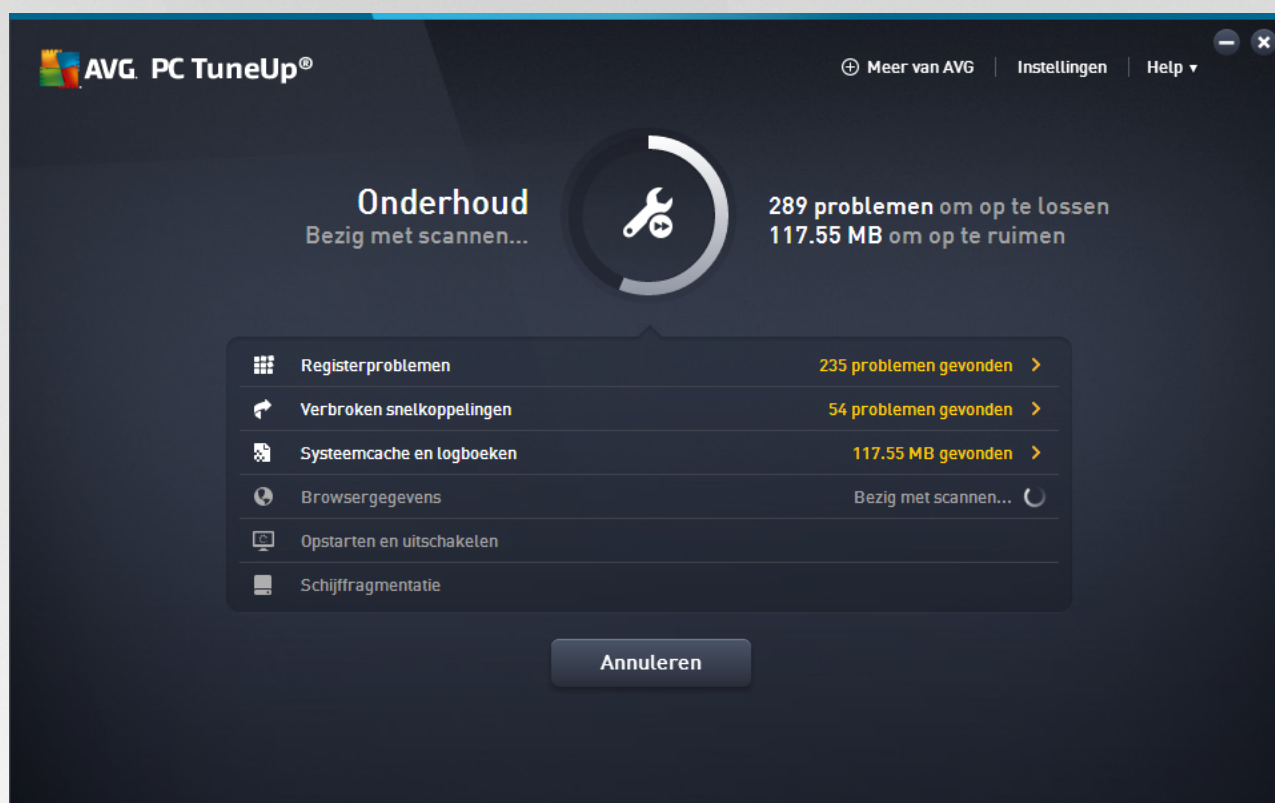 AVG. PC TuneUp®
Meer van AVG
Instellingen
Help
Onderhoud
Bezig met scannen...
289 problemen om op te lossen
117.55 MB om op te ruimen
Registerproblemen 235 problemen gevonden
Verbroken snelkoppelingen 54 problemen gevonden
Systeemcache en logboeken 117.55 MB gevonden
Browsergegevens Bezig met scannen...
Opstarten en uitschakelen
Schijffragmentatie
Annuleren